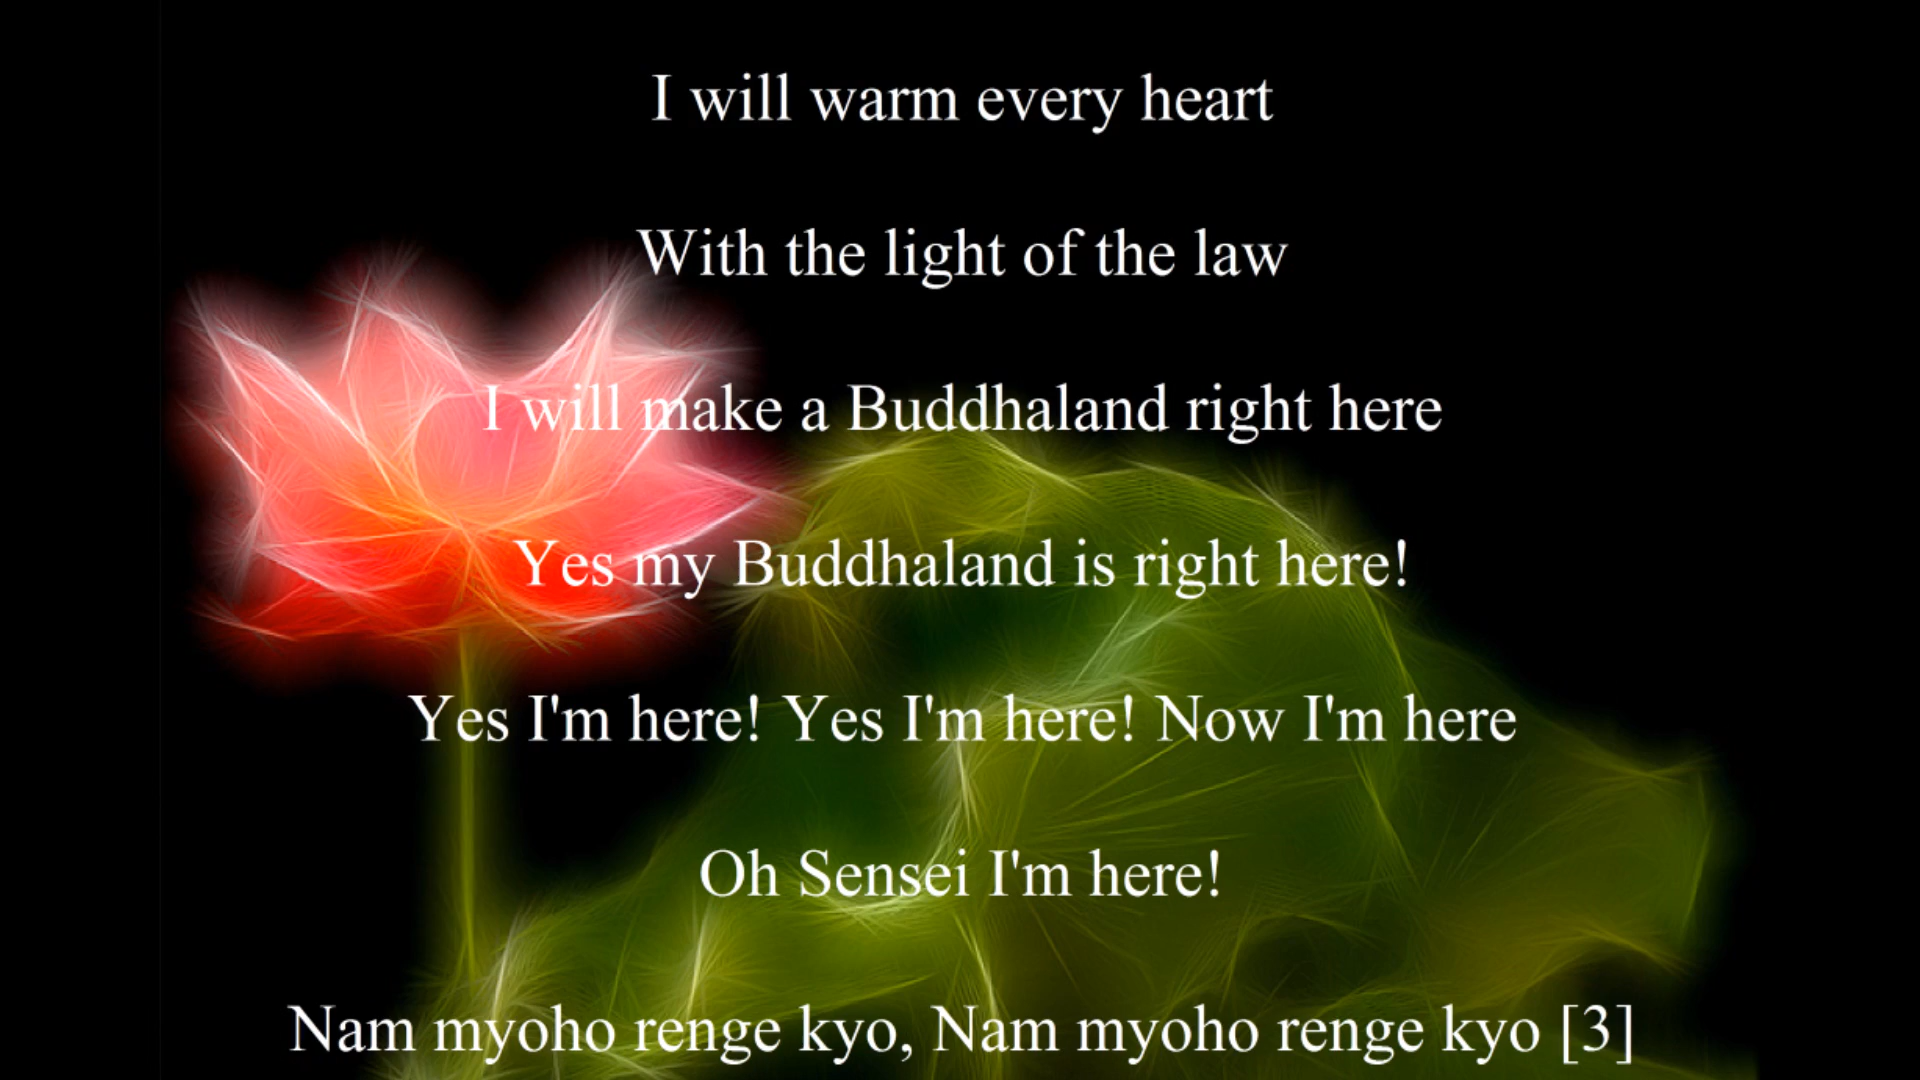 I will warm every heart
With the light of the law
I will make a Buddhaland right here
Yes my Buddhaland is right here!
Yes I'm here! Yes I'm here! Now I'm here
Oh Sensei I'm here!
Nam myoho renge kyo, Nam myoho renge kyo [3]